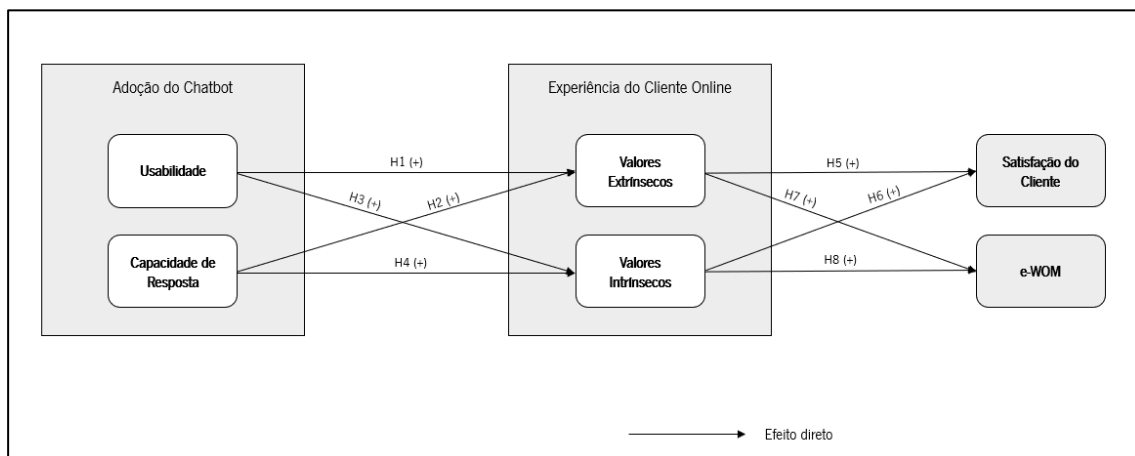 Adoção do Chatbot
Experiência do Cliente Online
Usabilidade
H1 (+)
Valores
Extrínsecos
H5 (+)
Satisfação do
Cliente
H3 (+)
H2 (+)
H7 (+)
H6 (+)
Capacidade de
Resposta
H4 (+)
Valores
Intrínsecos
H8 (+)
e-WOM
Efeito direto